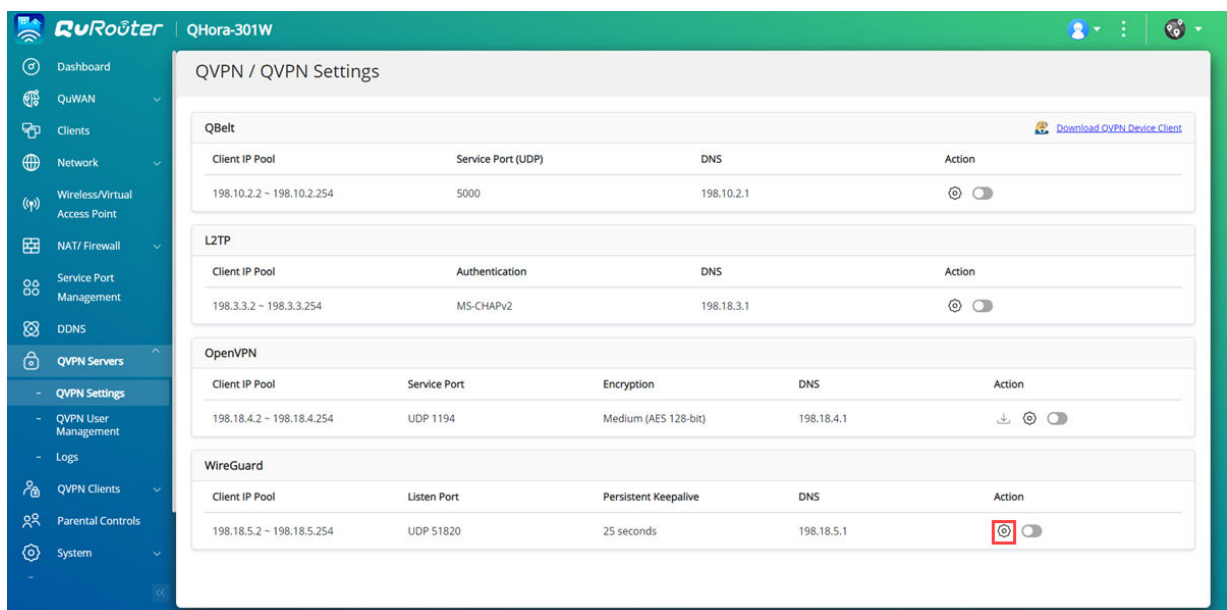 QuRouter | QHora-301W
Dashboard
QuWAN
Clients
Network
Wireless/Virtual
Access Point
NAT/ Firewall
Service Port
Management
DDNS
QVPN Servers
- QVPN Settings
- QVPN User
Management
- Logs
QVPN Clients
Parental Controls
System
QVPN / QVPN Settings
QBelt
Download QVPN Device Client
Client IP Pool Service Port (UDP) DNS Action
198.10.2.2 ~ 198.10.2.254 5000 198.10.2.1
L2TP
Client IP Pool Authentication DNS Action
198.3.3.2 ~ 198.3.3.254 MS-CHAPv2 198.18.3.1
OpenVPN
Client IP Pool Service Port Encryption DNS Action
198.18.4.2 ~ 198.18.4.254 UDP 1194 Medium (AES 128-bit) 198.18.4.1
WireGuard
Client IP Pool Listen Port Persistent Keepalive DNS Action
198.18.5.2 ~ 198.18.5.254 UDP 51820 25 seconds 198.18.5.1